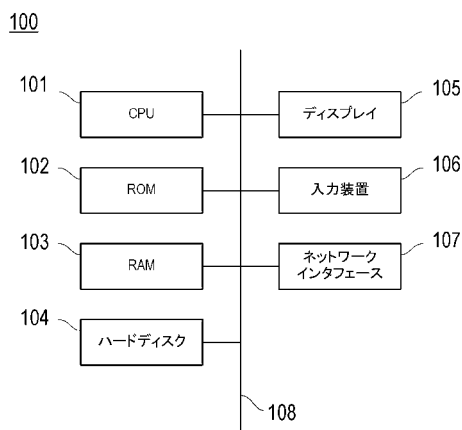 100
101
CPU
102
ROM
103
RAM
104
ハードディスク
105
ディスプレイ
106
入力装置
107
ネットワーク
インタフェース
108